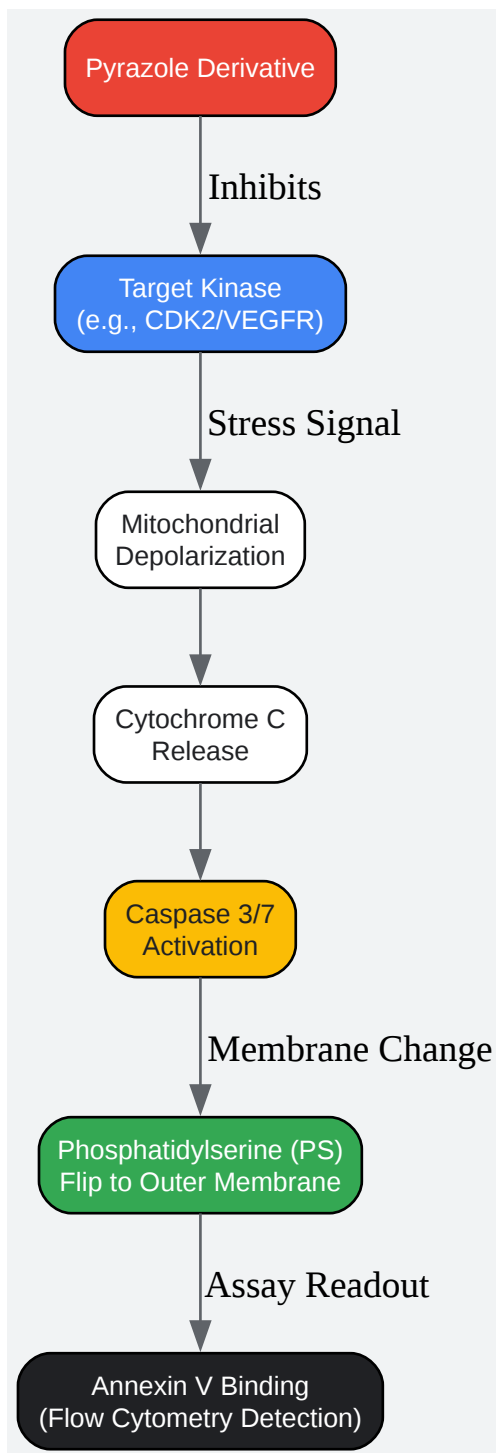 Pyrazole Derivative
Inhibits
Target Kinase
(e.g., CDK2/VEGFR)
Stress Signal
Mitochondrial
Depolarization
Cytochrome C
Release
Caspase 3/7
Activation
Membrane Change
Phosphatidylserine (PS)
Flip to Outer Membrane
Assay Readout
Annexin V Binding
(Flow Cytometry Detection)